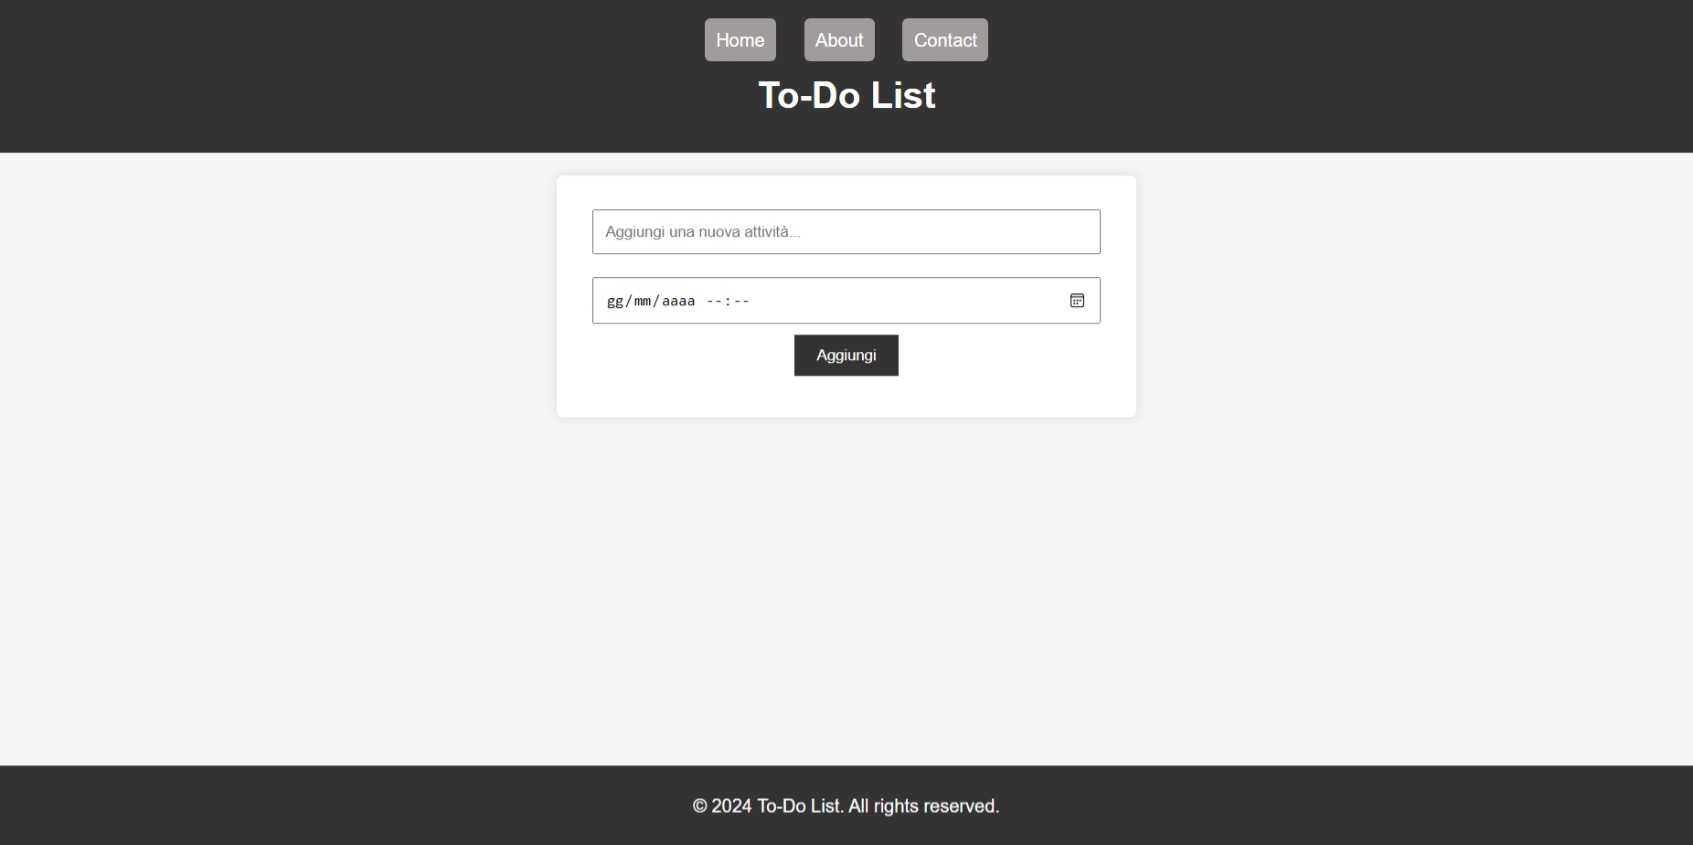 Home About Contact
To-Do List
Aggiungi una nuova attività...
gg/mm/aaaa --:--
Aggiungi
© 2024 To-Do List. All rights reserved.